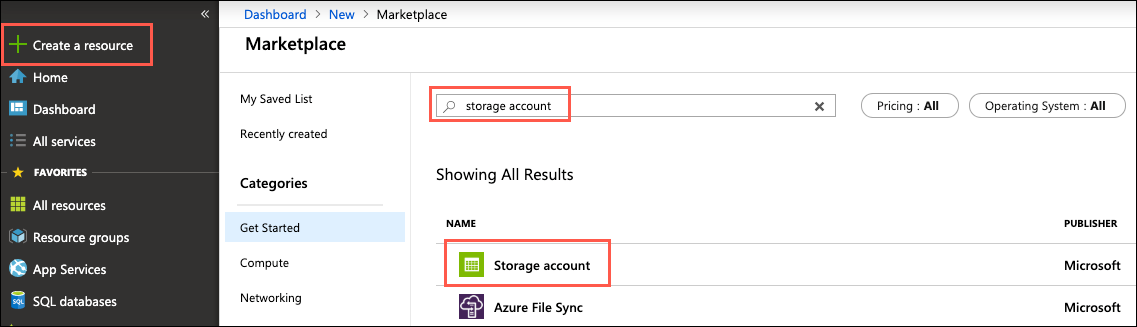 «
Create a resource
Home
Dashboard
All services
FAVORITES
All resources
Resource groups
App Services
SQL
SQL databases
Dashboard > New > Marketplace
Marketplace
My Saved List
Recently created
Categories
Get Started
Compute
Networking
storage account
Pricing : All
Operating System : All
Showing All Results
NAME PUBLISHER
Storage account Microsoft
Azure File Sync Microsoft